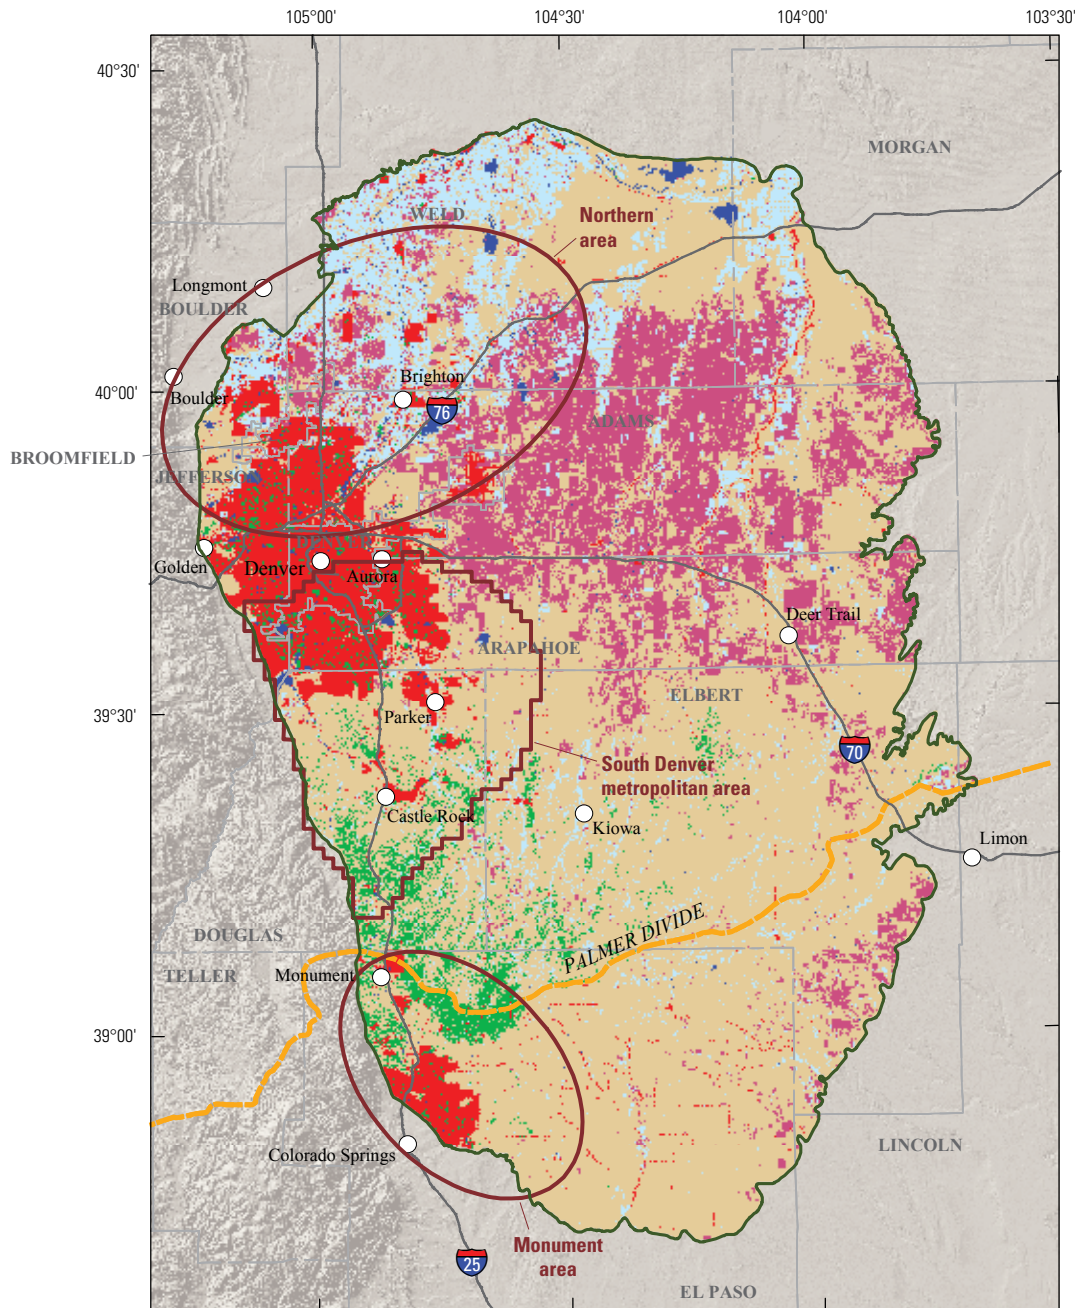 105°00'
104°30'
104°00'
103°30'
40°30'
MORGAN
WELD
Northern
area
Longmont
BOULDER
40°00'
Boulder
Brighton
76
ADAMS
BROOMFIELD
JEFFERSON
Golden
Denver
Aurora
Deer Trail
ARAPAHOE
ELBERT
39°5'
Parker
70
South Denver
metropolitan area
Castle Rock
Kiowa
Limon
PALMER DIVIDE
DOUGLAS
TELLER
Monument
39°00'
Colorado Springs
LINCOLN
Monument
area
25
EL PASO